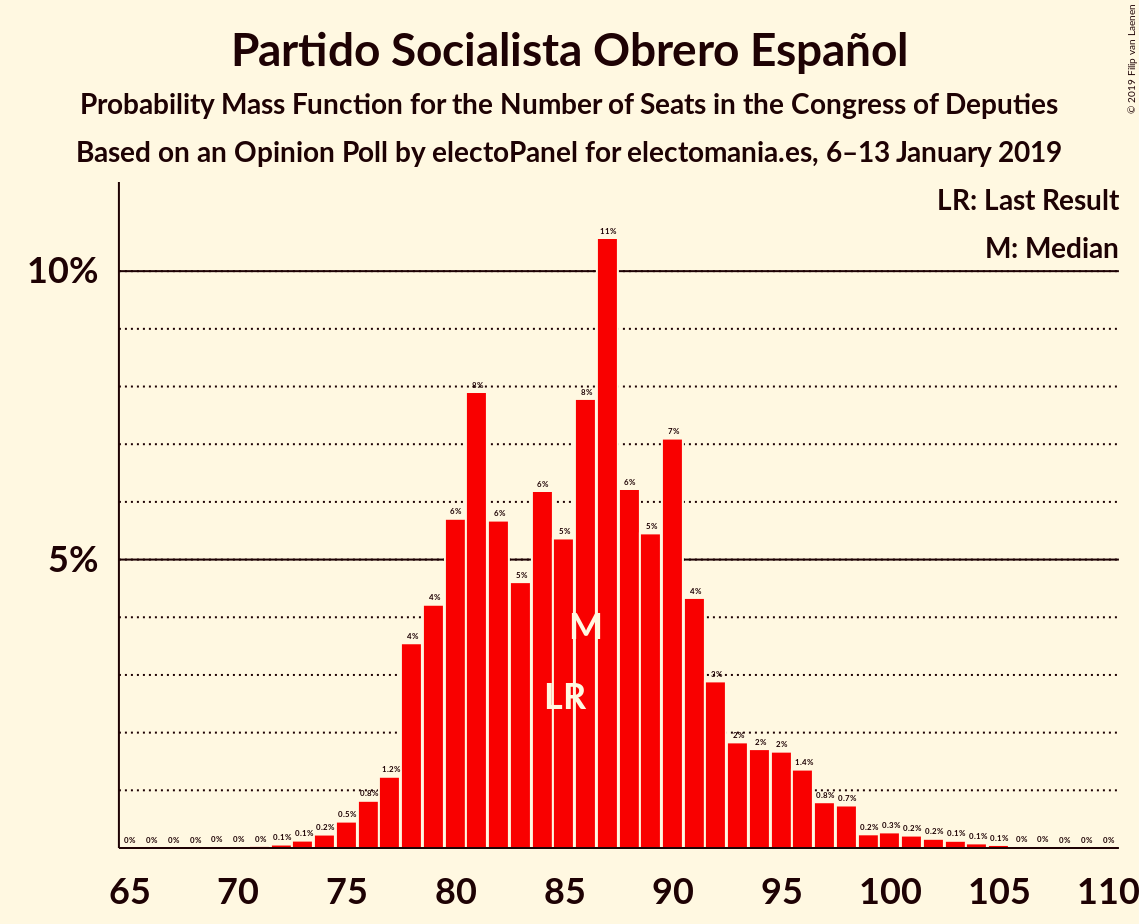 Partido Socialista Obrero Español
Probability Mass Function for the Number of Seats in the Congress of Deputies
Based on an Opinion Poll by electoPanel for electomania.es, 6–13 January 2019
© 2019 Filip van Laenen
LR: Last Result
M: Median
10%
5%
0% 0% 0% 0% 0% 0% 0% 0.1% 0.1% 0.2% 0.5% 0.8% 1.2% 4% 4% 6% 8% 6% 5% 6% 5% 8% 11% 6% 5% 7% 4% 3% 2% 2% 2% 1.4% 0.8% 0.7% 0.2% 0.3% 0.2% 0.2% 0.1% 0.1% 0.1% 0% 0% 0% 0% 0%
M
LR
65 70 75 80 85 90 95 100 105 110